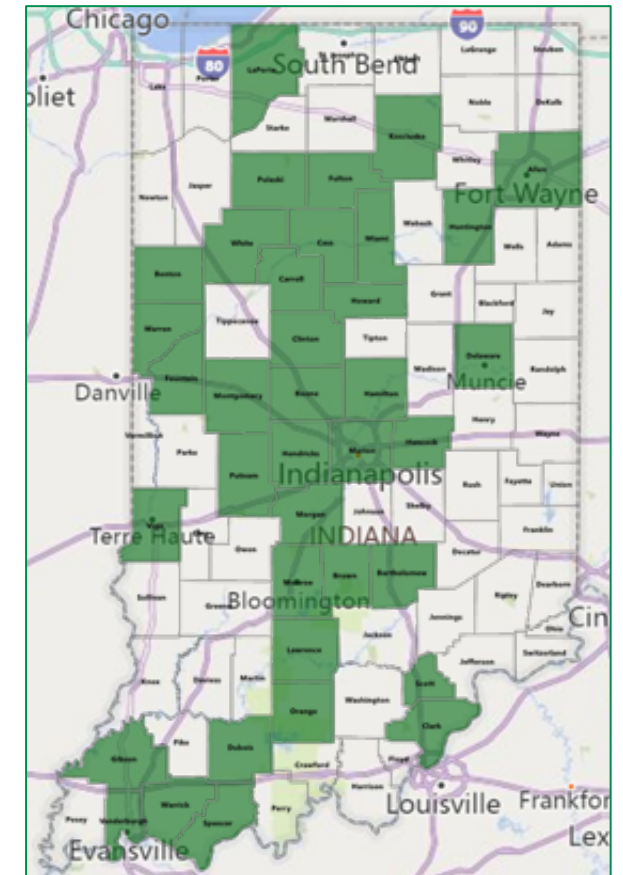 Chicago
90
80
South Bend
LaPorte
LaGrange
Steuben
Lake
Noble
DeKalb
oliet
Starke
Marshall
Kosciusko
Whitley
Allen
Fort Wayne
Newton
Jasper
Pulaski
Fulton
Wabash
Huntington
Wells
Adams
White
Cass
Miami
Benton
Carroll
Howard
Grant
Blackford
Jay
Warren
Tippecanoe
Clinton
Tipton
Madison
Delaware
Muncie
Randolph
Danville
Fountain
Montgomery
Boone
Hamilton
Henry
Wayne
Vermillion
Parke
Putnam
Hendricks
Marion
Hancock
Indianapolis
Rush
Fayette
Union
Morgan
Johnson
Shelby
INDIANA
Franklin
Vigo
Terre Haute
Owen
Decatur
Monroe
Brown
Bartholomew
Dearborn
Ripley
Sullivan
Greene
Bloomington
Jennings
Ohio
Cin
Jackson
Switzerland
Lawrence
Jefferson
Knox
Daviess
Martin
Scott
Orange
Washington
Clark
Gibson
Pike
Dubois
Crawford
Floyd
Harrison
Louisville
Frankfor
Posey
Vanderburgh
Warrick
Spencer
Perry
Evansville
Lex